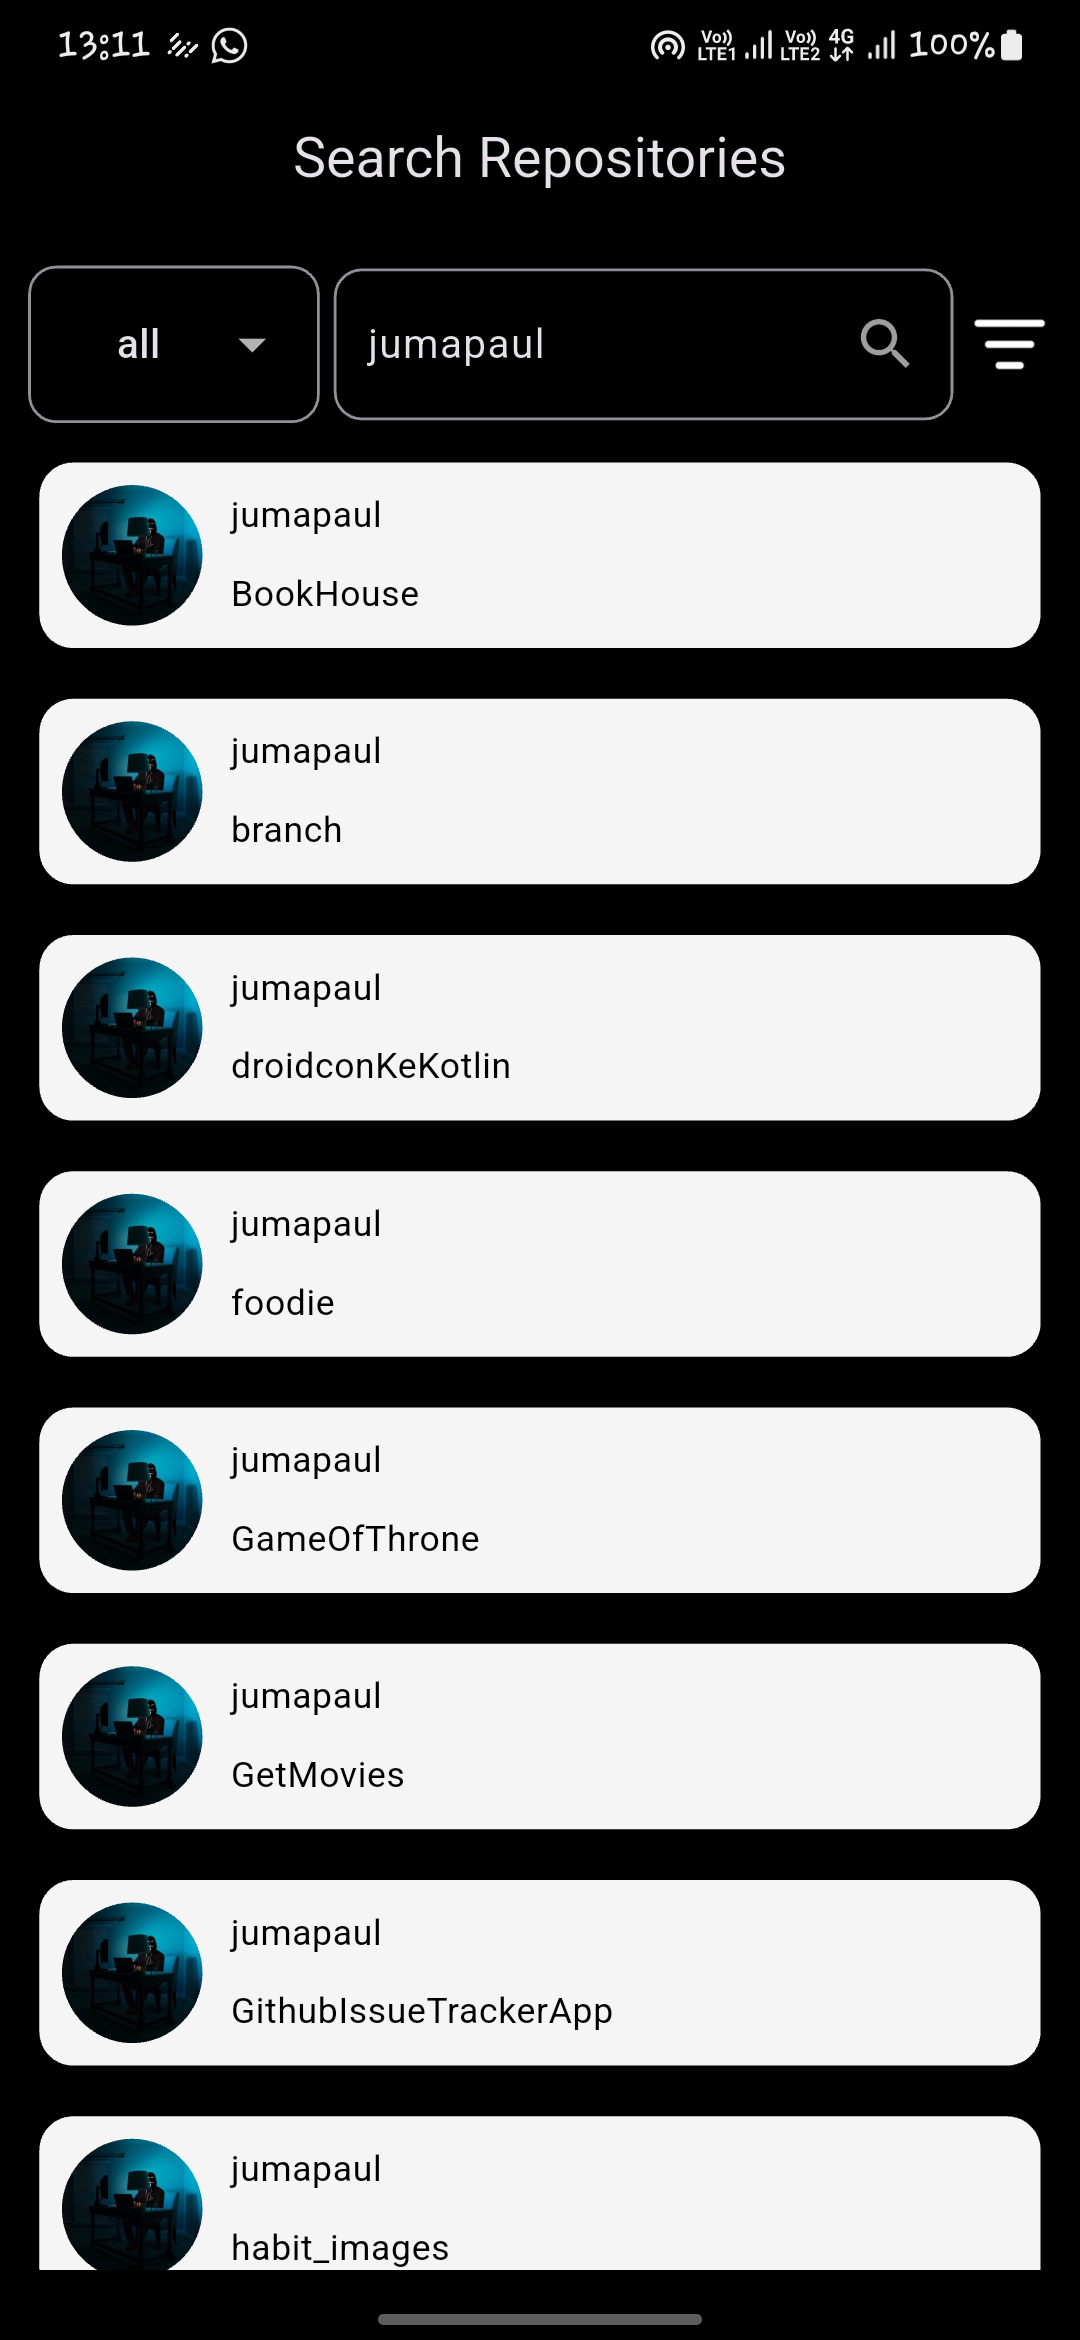 13:11 Vo)) LTE1 Vo)) LTE2 4G 100%
Search Repositories
all jumapaul
jumapaul
BookHouse
jumapaul
branch
jumapaul
droidconKeKotlin
jumapaul
foodie
jumapaul
GameOfThrone
jumapaul
GetMovies
jumapaul
GithubIssueTrackerApp
jumapaul
habit_images